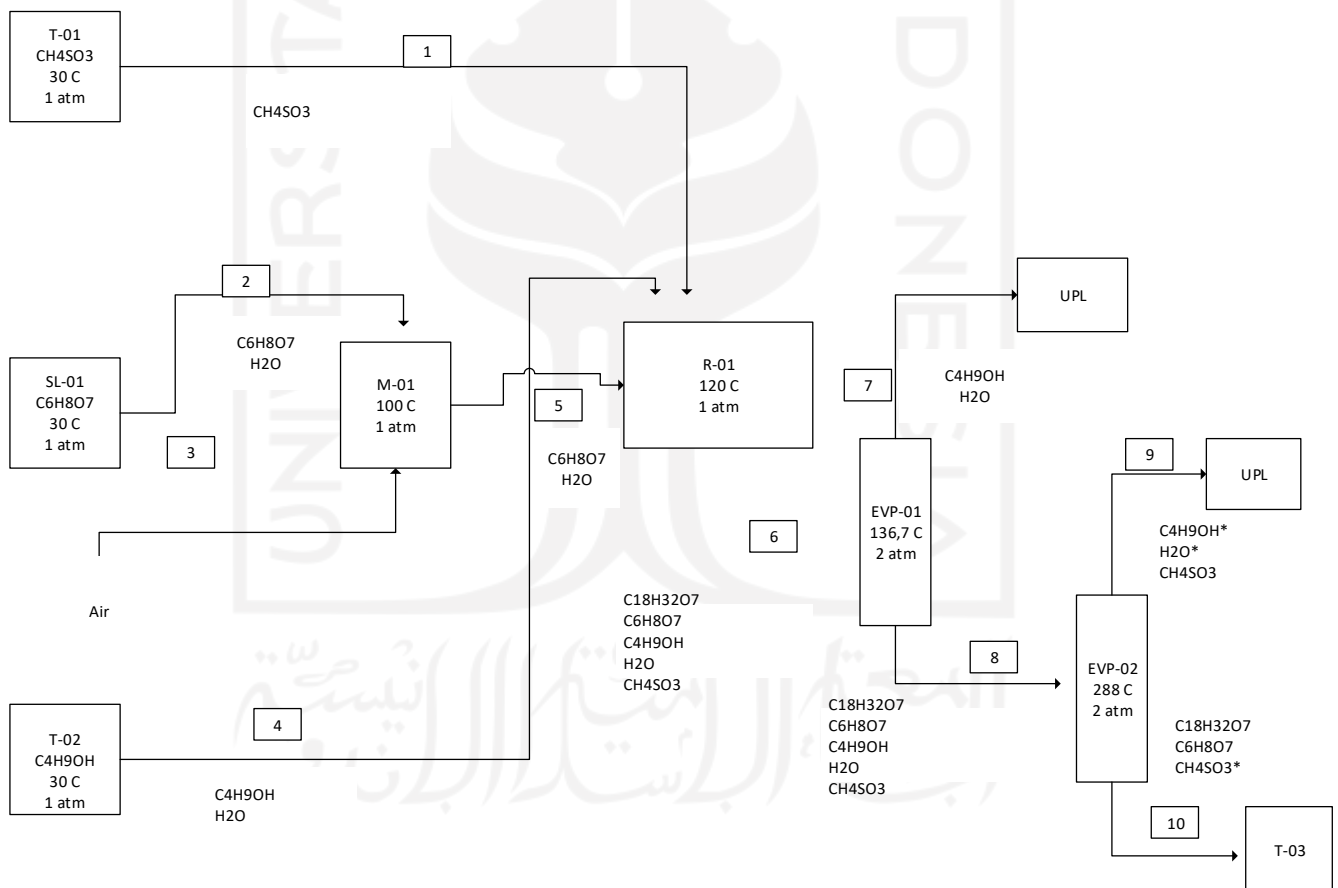 T-01
CH4SO3
30 C
1 atm
1
CH4SO3
2
C6H8O7
H2O
SL-01
C6H8O7
30 C
1 atm
3
M-01
100 C
1 atm
5
C6H8O7
H2O
R-01
120 C
1 atm
UPL
7
C4H9OH
H2O
9
UPL
EVP-01
136,7 C
2 atm
6
C4H9OH*
H2O*
CH4SO3
Air
C18H32O7
C6H8O7
C4H9OH
H2O
CH4SO3
8
EVP-02
288 C
2 atm
T-02
C4H9OH
30 C
1 atm
4
C4H9OH
H2O
C18H32O7
C6H8O7
C4H9OH
H2O
CH4SO3
C18H32O7
C6H8O7
CH4SO3*
10
T-03